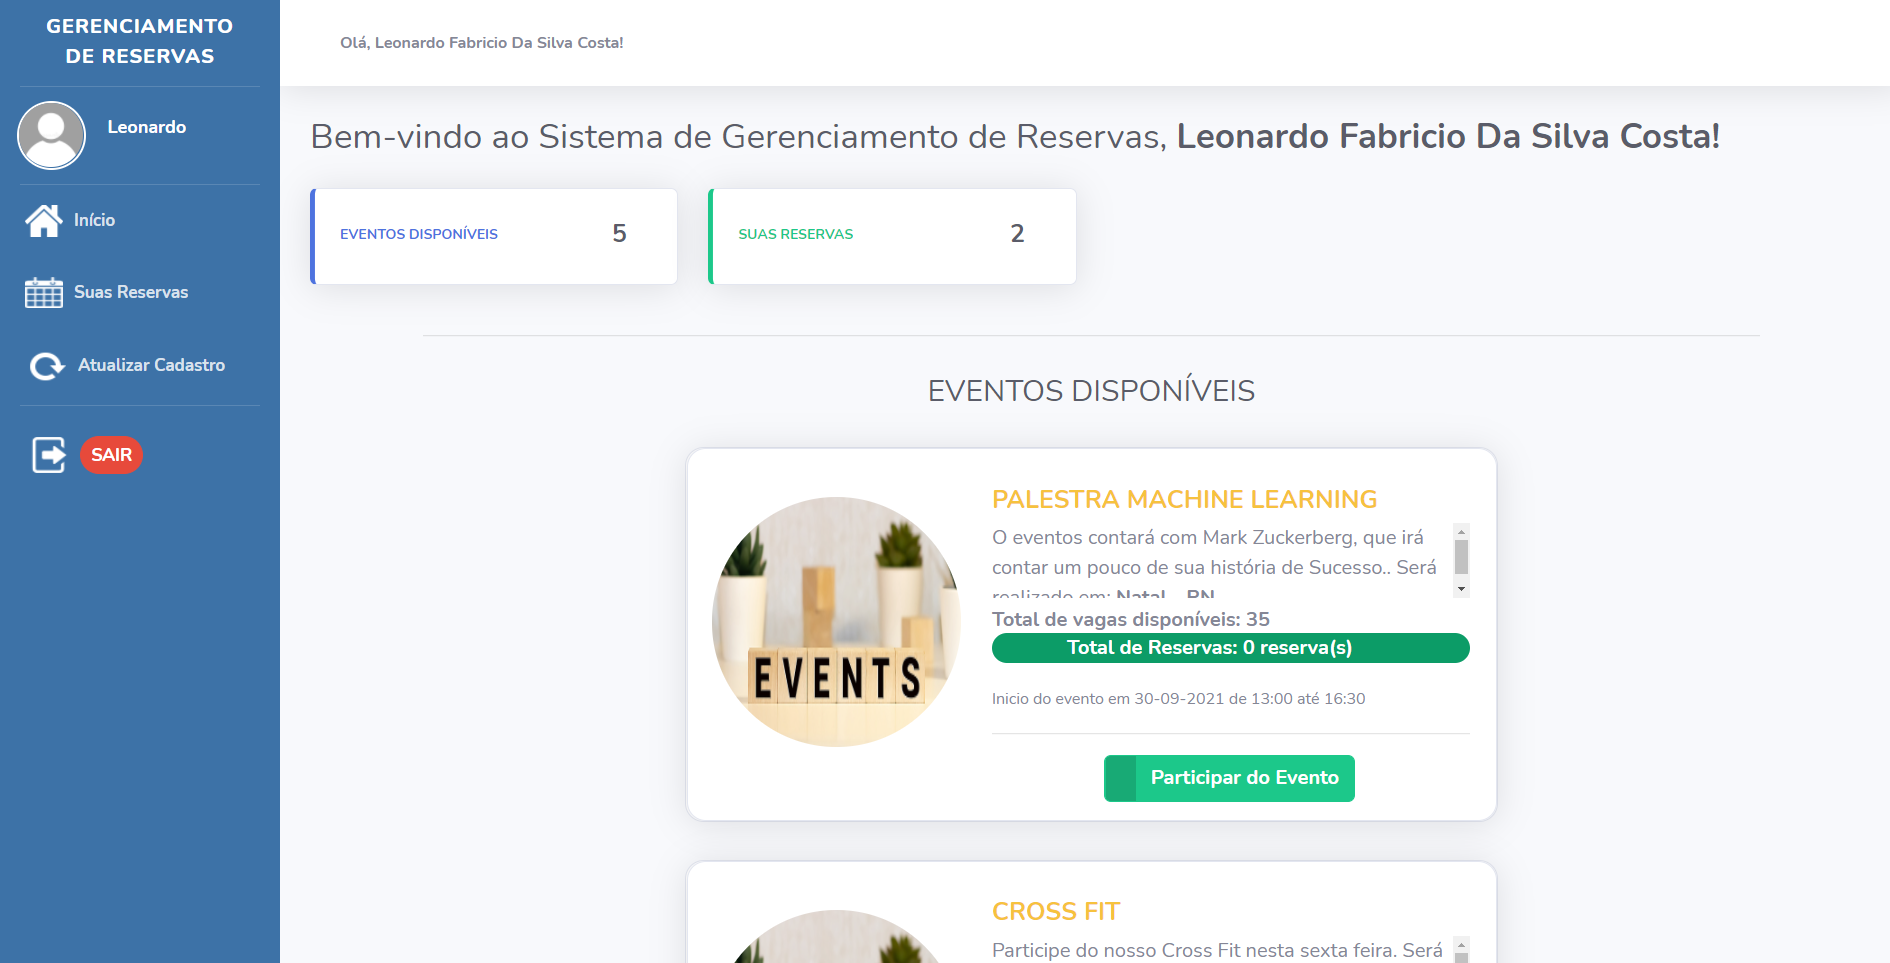 GERENCIAMENTO
DE RESERVAS
Leonardo
Início
Suas Reservas
Atualizar Cadastro
SAIR
Olá, Leonardo Fabricio Da Silva Costa!
Bem-vindo ao Sistema de Gerenciamento de Reservas, Leonardo Fabricio Da Silva Costa!
EVENTOS DISPONÍVEIS 5
SUAS RESERVAS 2
EVENTOS DISPONÍVEIS
EVENTS
PALESTRA MACHINE LEARNING
O eventos contará com Mark Zuckerberg, que irá
contar um pouco de sua história de Sucesso.. Será
realizado em: Natal - RN
Total de vagas disponíveis: 35
Total de Reservas: 0 reserva(s)
Inicio do evento em 30-09-2021 de 13:00 até 16:30
Participar do Evento
CROSS FIT
Participe do nosso Cross Fit nesta sexta feira. Será